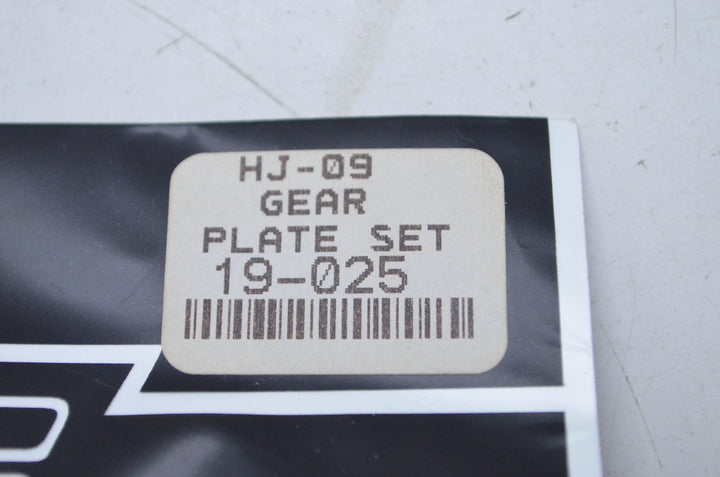 HJ-09
GEAR
PLATE SET
19-025